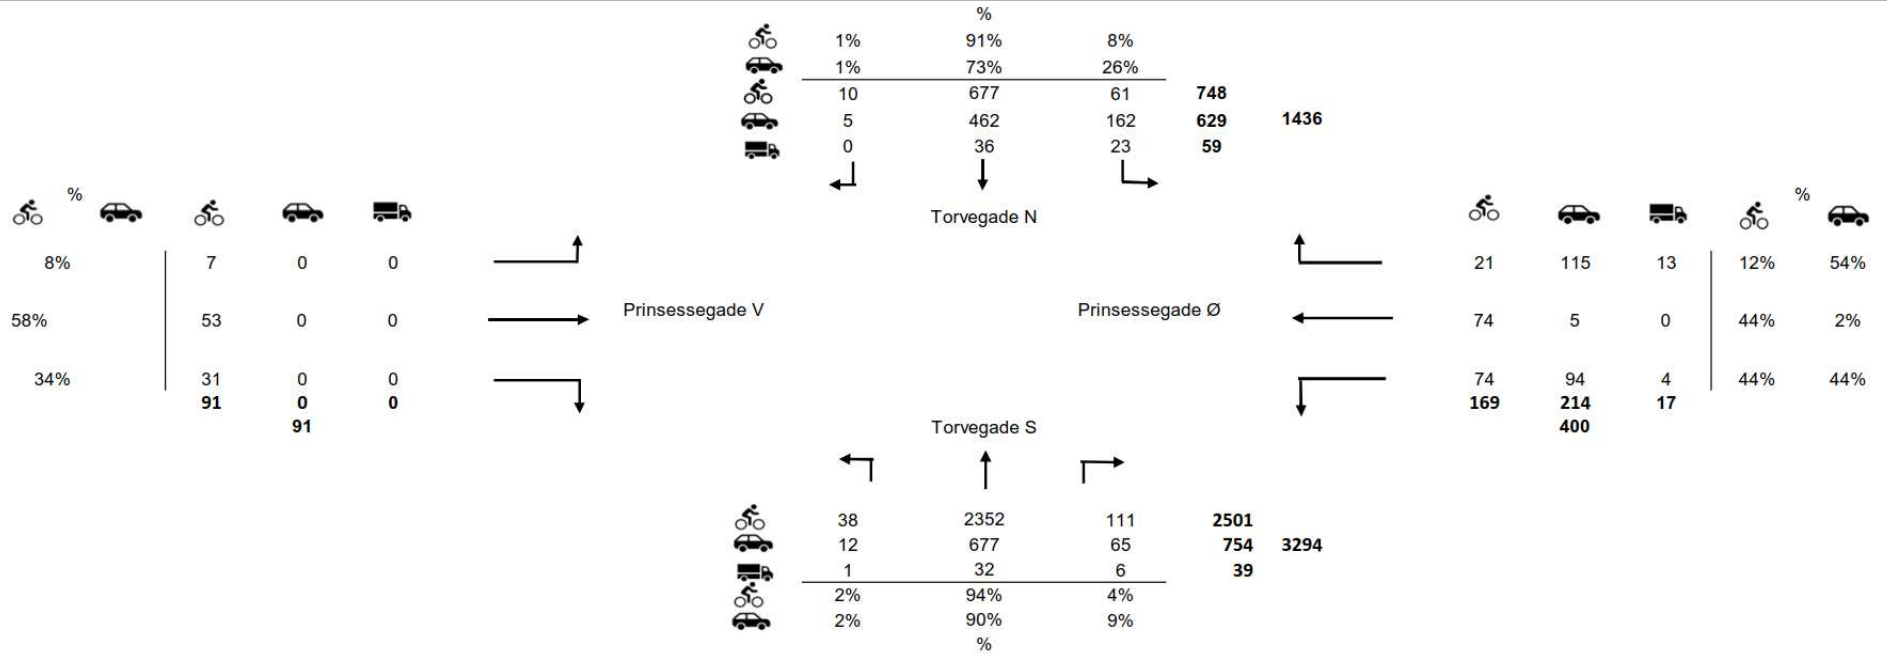 %
1% 91% 8%
1% 73% 26%
10 677 61 748
5 462 162 629 1436
0 36 23 59
% %
Torvegade N
8% 7 0 0 21 115 13 12% 54%
Prinsessegade V Prinsessegade Ø
58% 53 0 0 74 5 0 44% 2%
34% 31 0 0 74 94 4 44% 44%
91 0 0 169 214 17
91 400
Torvegade S
38 2352 111 2501
12 677 65 754 3294
1 32 6 39
2% 94% 4%
2% 90% 9%
%